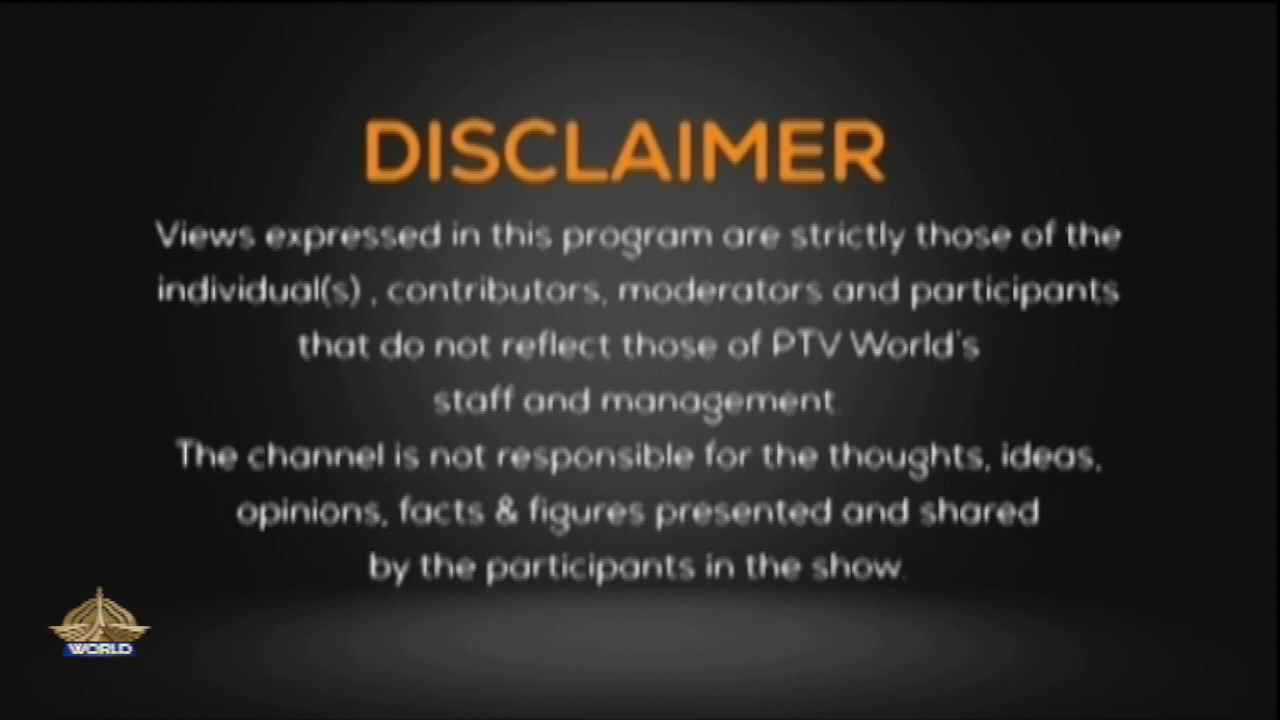 DISCLAIMER
Views expressed in this program are strictly those of the
individual(s) , contributors, moderators and participants
that do not reflect those of PTV World's
staff and management.
The channel is not responsible for the thoughts, ideas,
opinions, facts & figures presented and shared
by the participants in the show.
WORLD